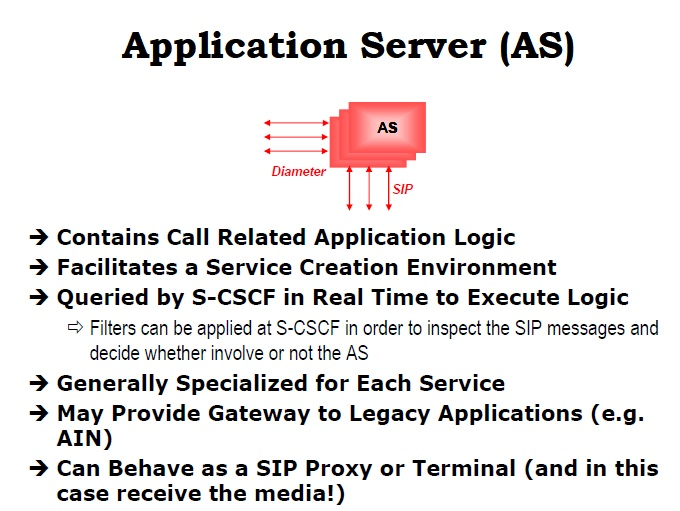 Application Server (AS)
AS
Diameter
SIP
➔ Contains Call Related Application Logic
➔ Facilitates a Service Creation Environment
➔ Queried by S-CSCF in Real Time to Execute Logic
⇨ Filters can be applied at S-CSCF in order to inspect the SIP messages and
decide whether involve or not the AS
➔ Generally Specialized for Each Service
➔ May Provide Gateway to Legacy Applications (e.g.
AIN)
➔ Can Behave as a SIP Proxy or Terminal (and in this
case receive the media!)